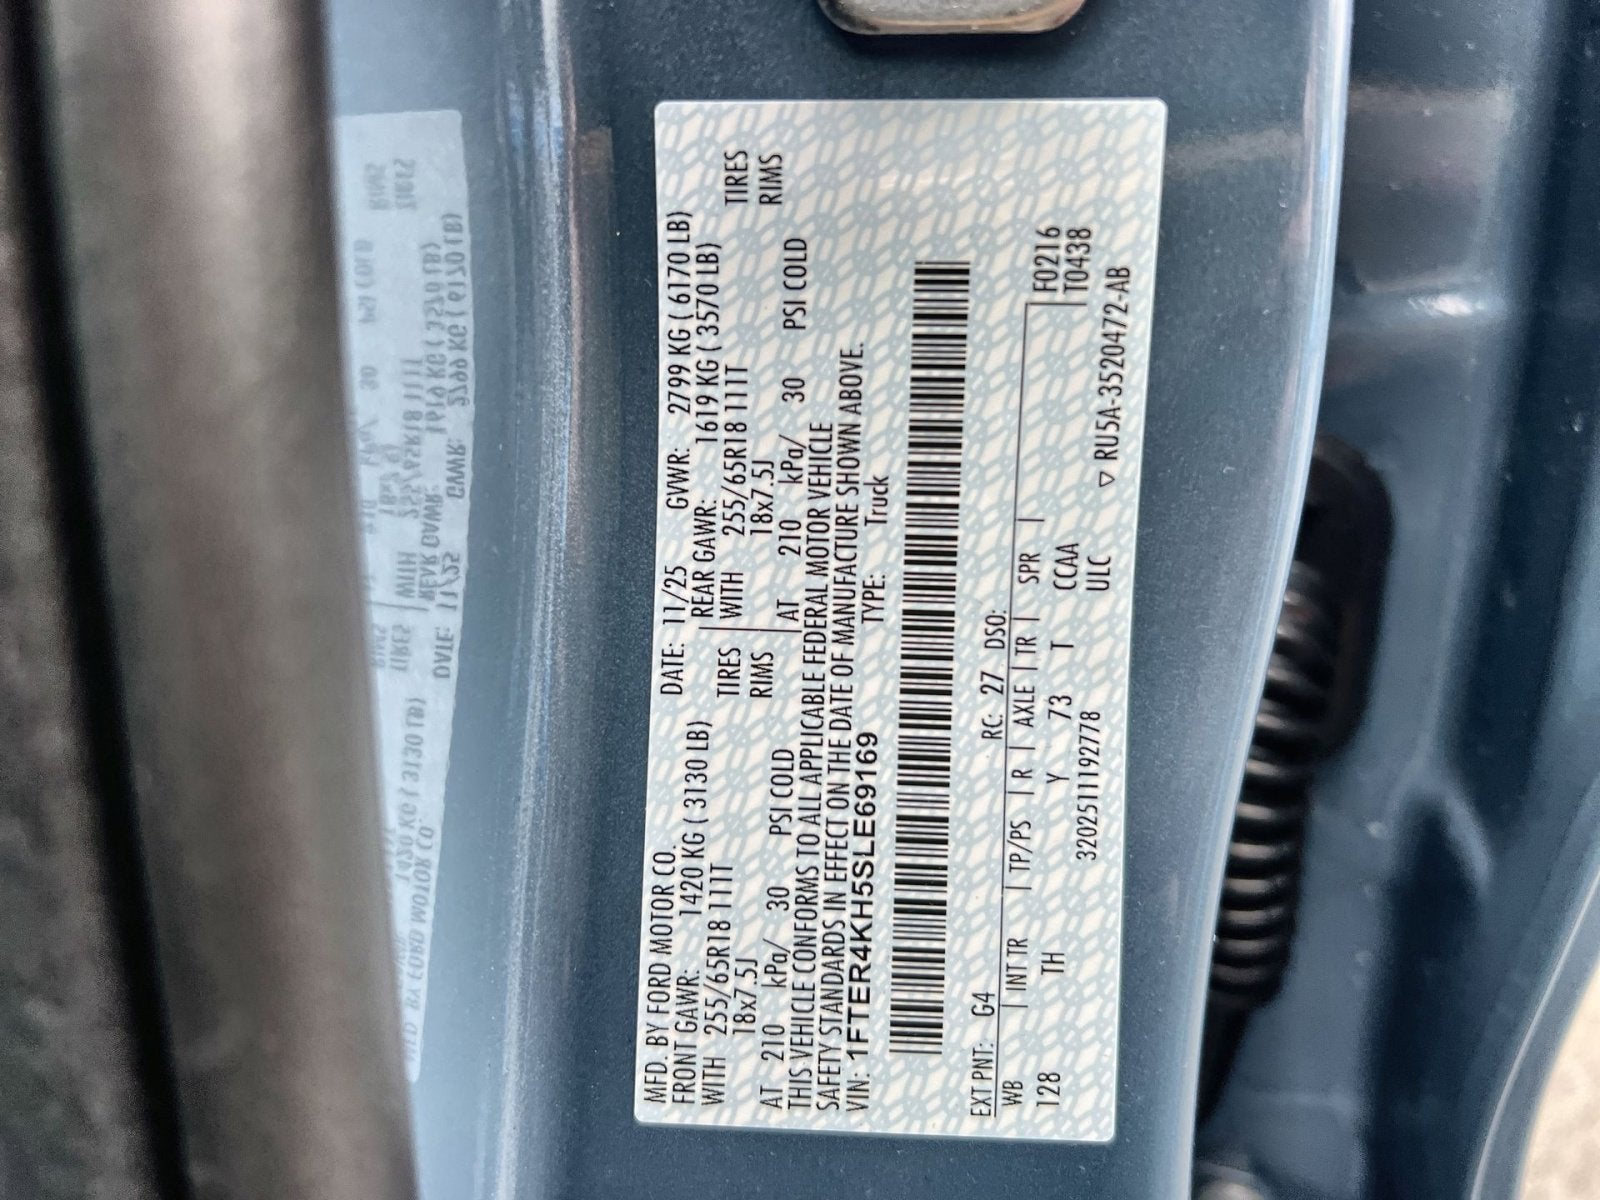 MFD. BY FORD MOTOR CO. DATE: 11/25 GVWR: 2799 KG ( 6170 LB)
FRONT GAWR: 1420 KG ( 3130 LB) REAR GAWR: 1619 KG ( 3570 LB)
WITH 255/65R18 111T TIRES WITH 255/65R18 111T TIRES
18x7.5J RIMS 18x7.5J RIMS
AT 210 kPa/ 30 PSI COLD AT 210 kPa/ 30 PSI COLD
THIS VEHICLE CONFORMS TO ALL APPLICABLE FEDERAL MOTOR VEHICLE
SAFETY STANDARDS IN EFFECT ON THE DATE OF MANUFACTURE SHOWN ABOVE.
VIN: 1FTER4KH5SLE69169 TYPE: Truck
EXT PNT: G4 RC: 27 DSO:
WB INT TR TP/PS R AXLE TR SPR F0216
128 TH Y 73 T CCAA T0438
320251192778 ULC RU5A-3520472-AB